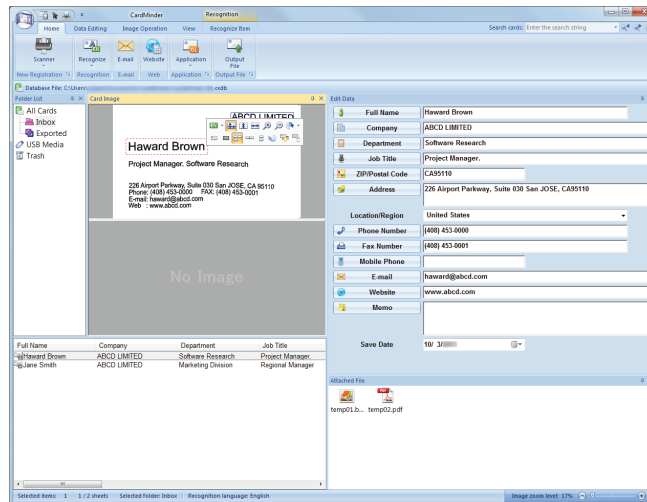 CardMinder
Recognition
Home Data Editing Image Operation View Recognize Item
Search cards: Enter the search string
Scanner Recognize E-mail Website Application Output File
New Registration Recognition E-mail Web Application Output File
Database File: C:\Users .cxdb
Folder List
Card Image
Edit Data
All Cards
Inbox
Exported
USB Media
Trash
ABCD LIMITED
Haward Brown
Project Manager. Software Research
226 Airport Parkway, Suite 030 San JOSE, CA 95110
Phone: (408) 453-0000 FAX: (408) 453-0001
E-mail: haward@abcd.com
Web : www.abcd.com
No Image
Full Name Haward Brown
Company ABCD LIMITED
Department Software Research
Job Title Project Manager.
ZIP/Postal Code CA95110
Address 226 Airport Parkway, Suite 030 San JOSE, CA95110
Location/Region United States
Phone Number (408) 453-0000
Fax Number (408) 453-0001
Mobile Phone
E-mail haward@abcd.com
Website www.abcd.com
Memo
Save Date 10/ 3/
Full Name Company Department Job Title
Haward Brown ABCD LIMITED Software Research Project Manager.
Jane Smith ABCD LIMITED Marketing Division Regional Manager
Attached File
temp01.b... temp02.pdf
Selected items: 1 1 / 2 sheets Selected folder: Inbox Recognition language: English
Image zoom level: 17%